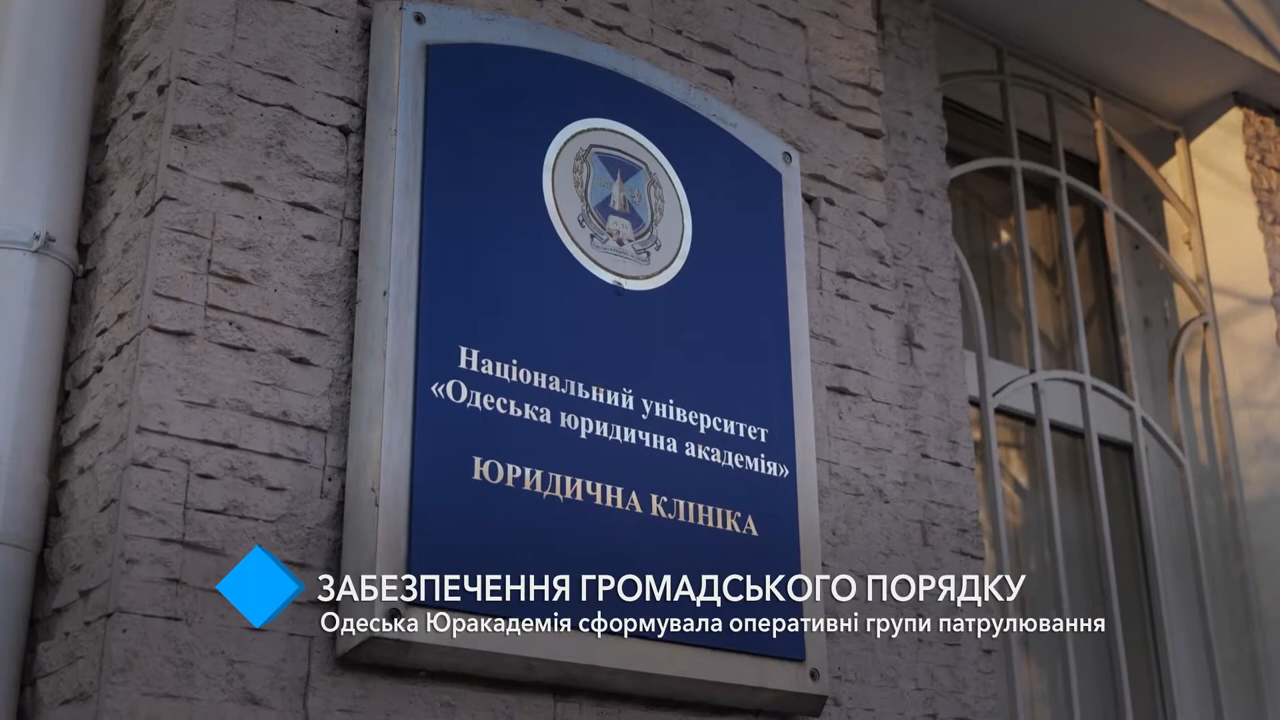 Національний університет
«Одеська юридична академія»
ЮРИДИЧНА КЛІНІКА
ЗАБЕЗПЕЧЕННЯ ГРОМАДСЬКОГО ПОРЯДКУ
Одеська Юракадемія сформувала оперативні групи патрулювання